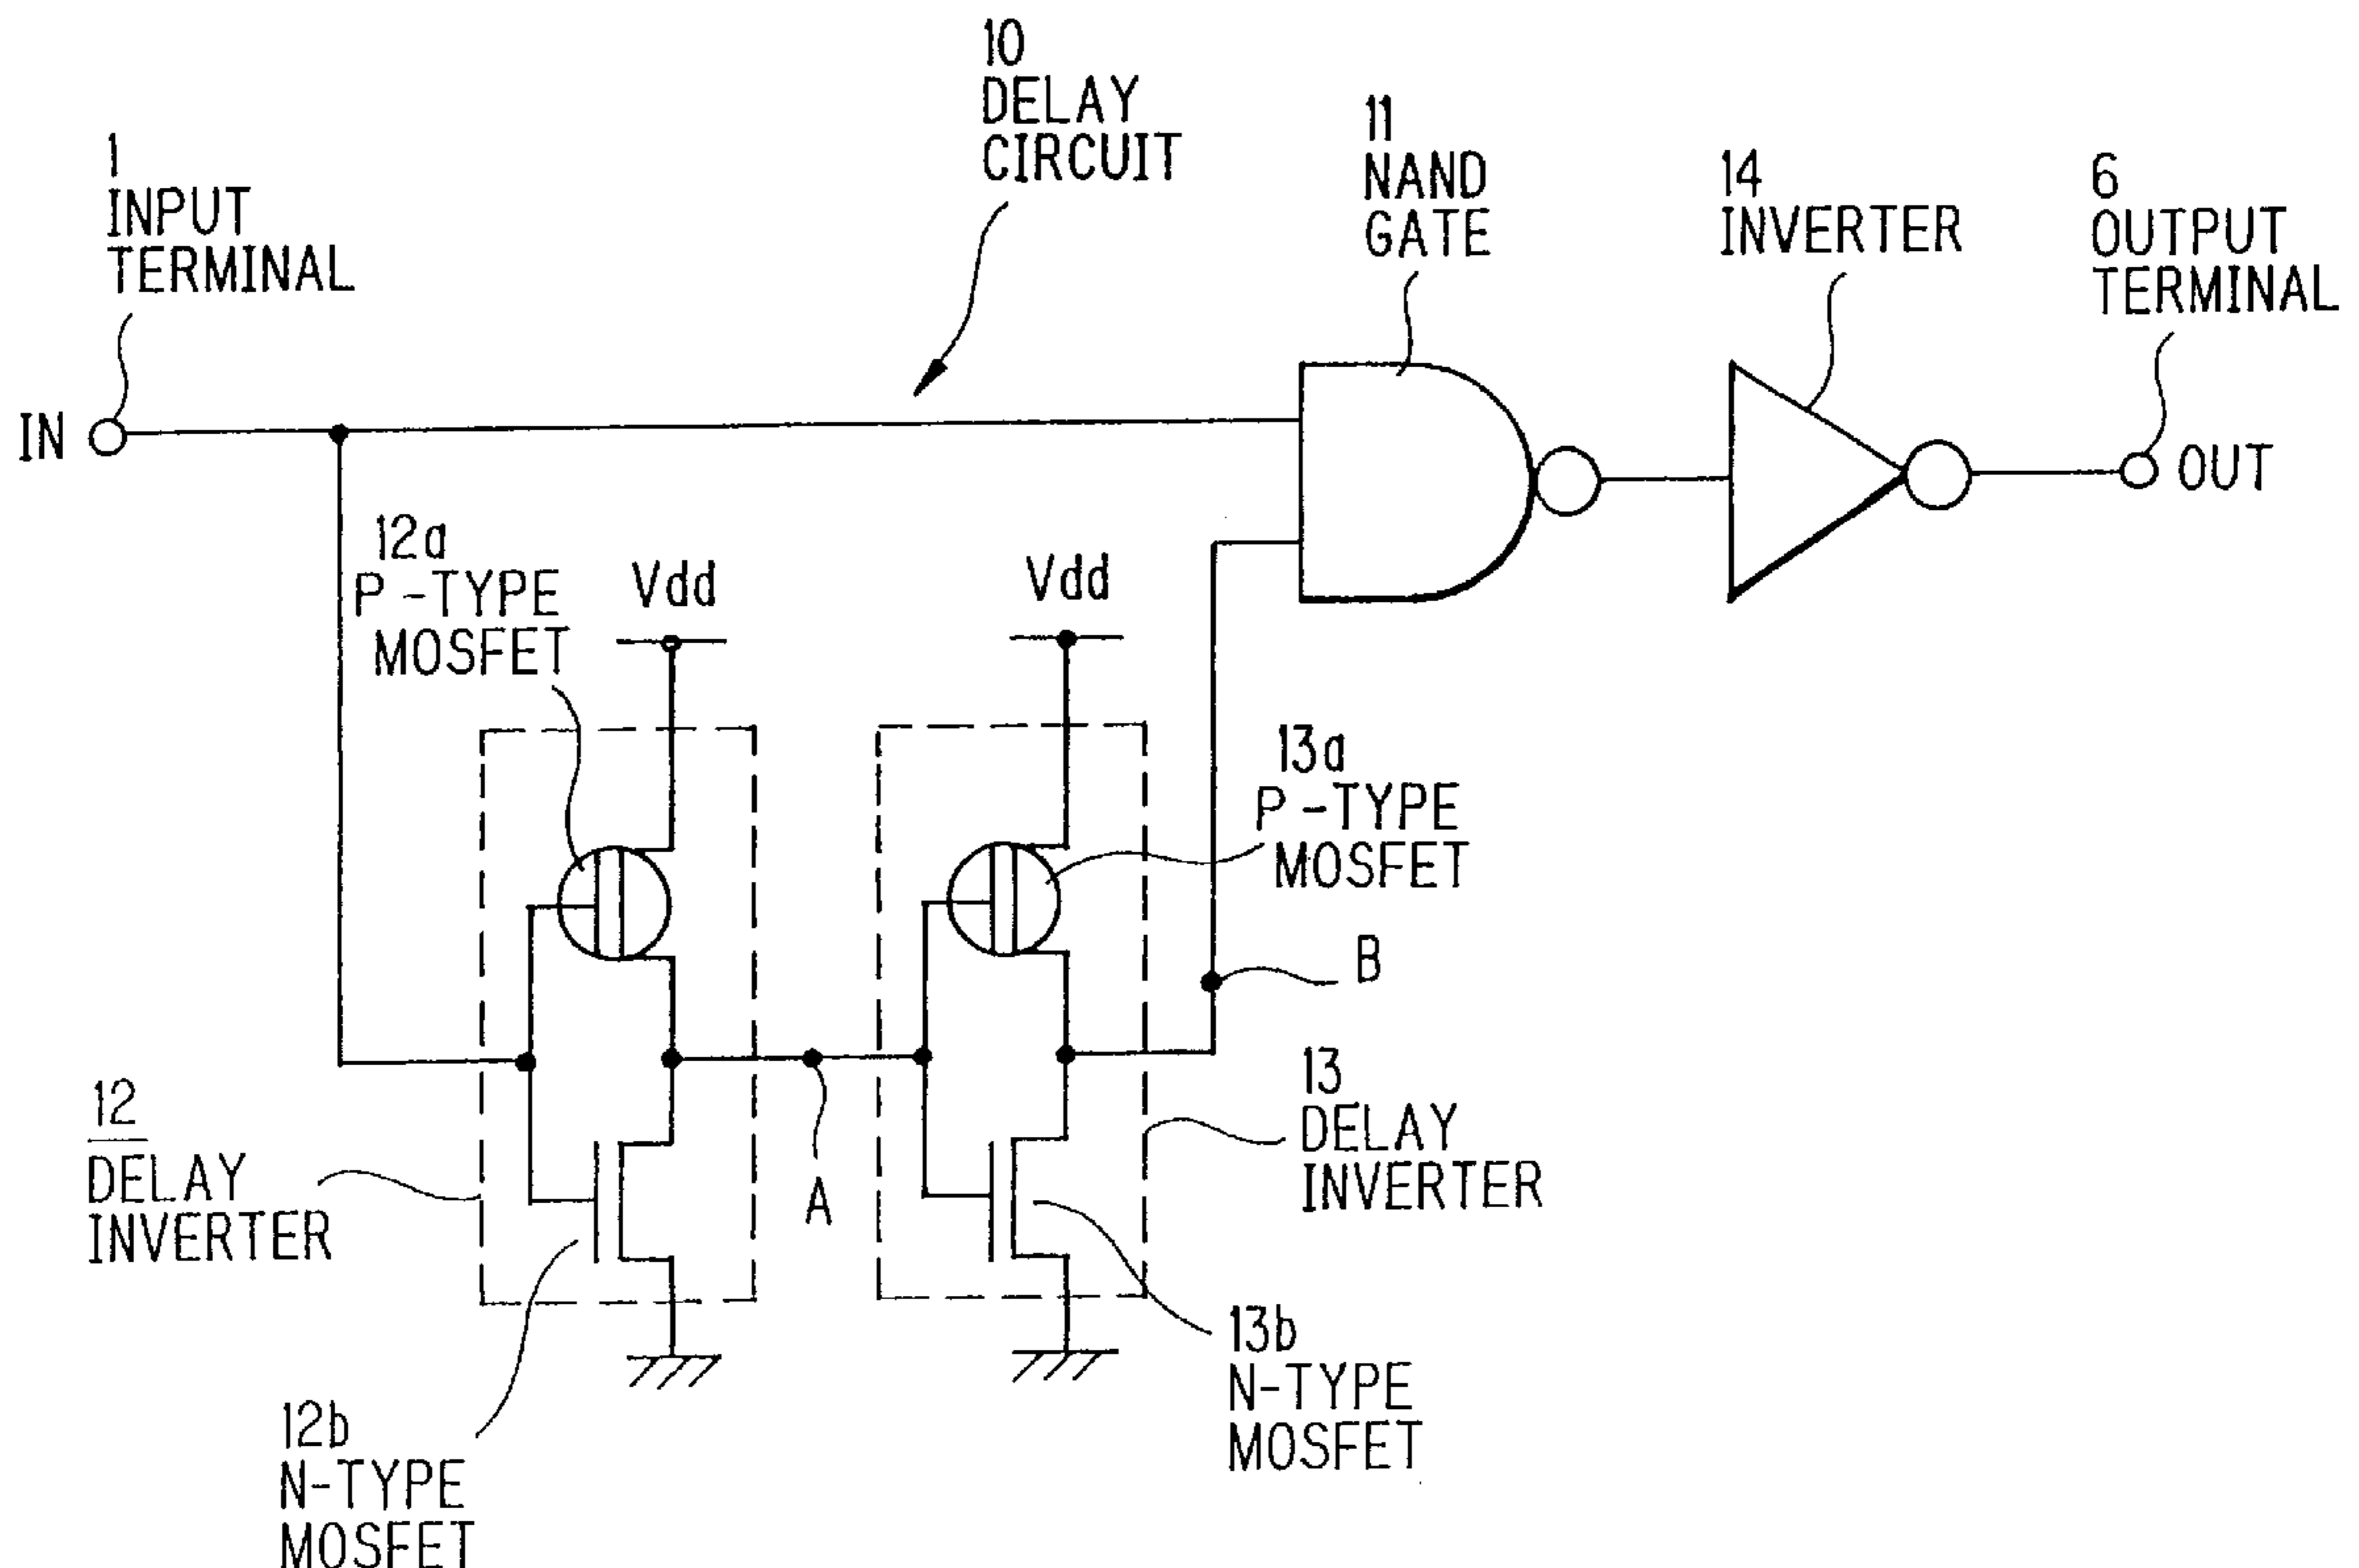 10
DELAY
CIRCUIT
11
NAND
GATE
1
INPUT
TERMINAL
14
INVERTER
6
OUTPUT
TERMINAL
IN
OUT
12a
P-TYPE
MOSFET
Vdd
Vdd
13a
P-TYPE
MOSFET
B
12
DELAY
INVERTER
A
13
DELAY
INVERTER
13b
N-TYPE
MOSFET
12b
N-TYPE
MOSFET